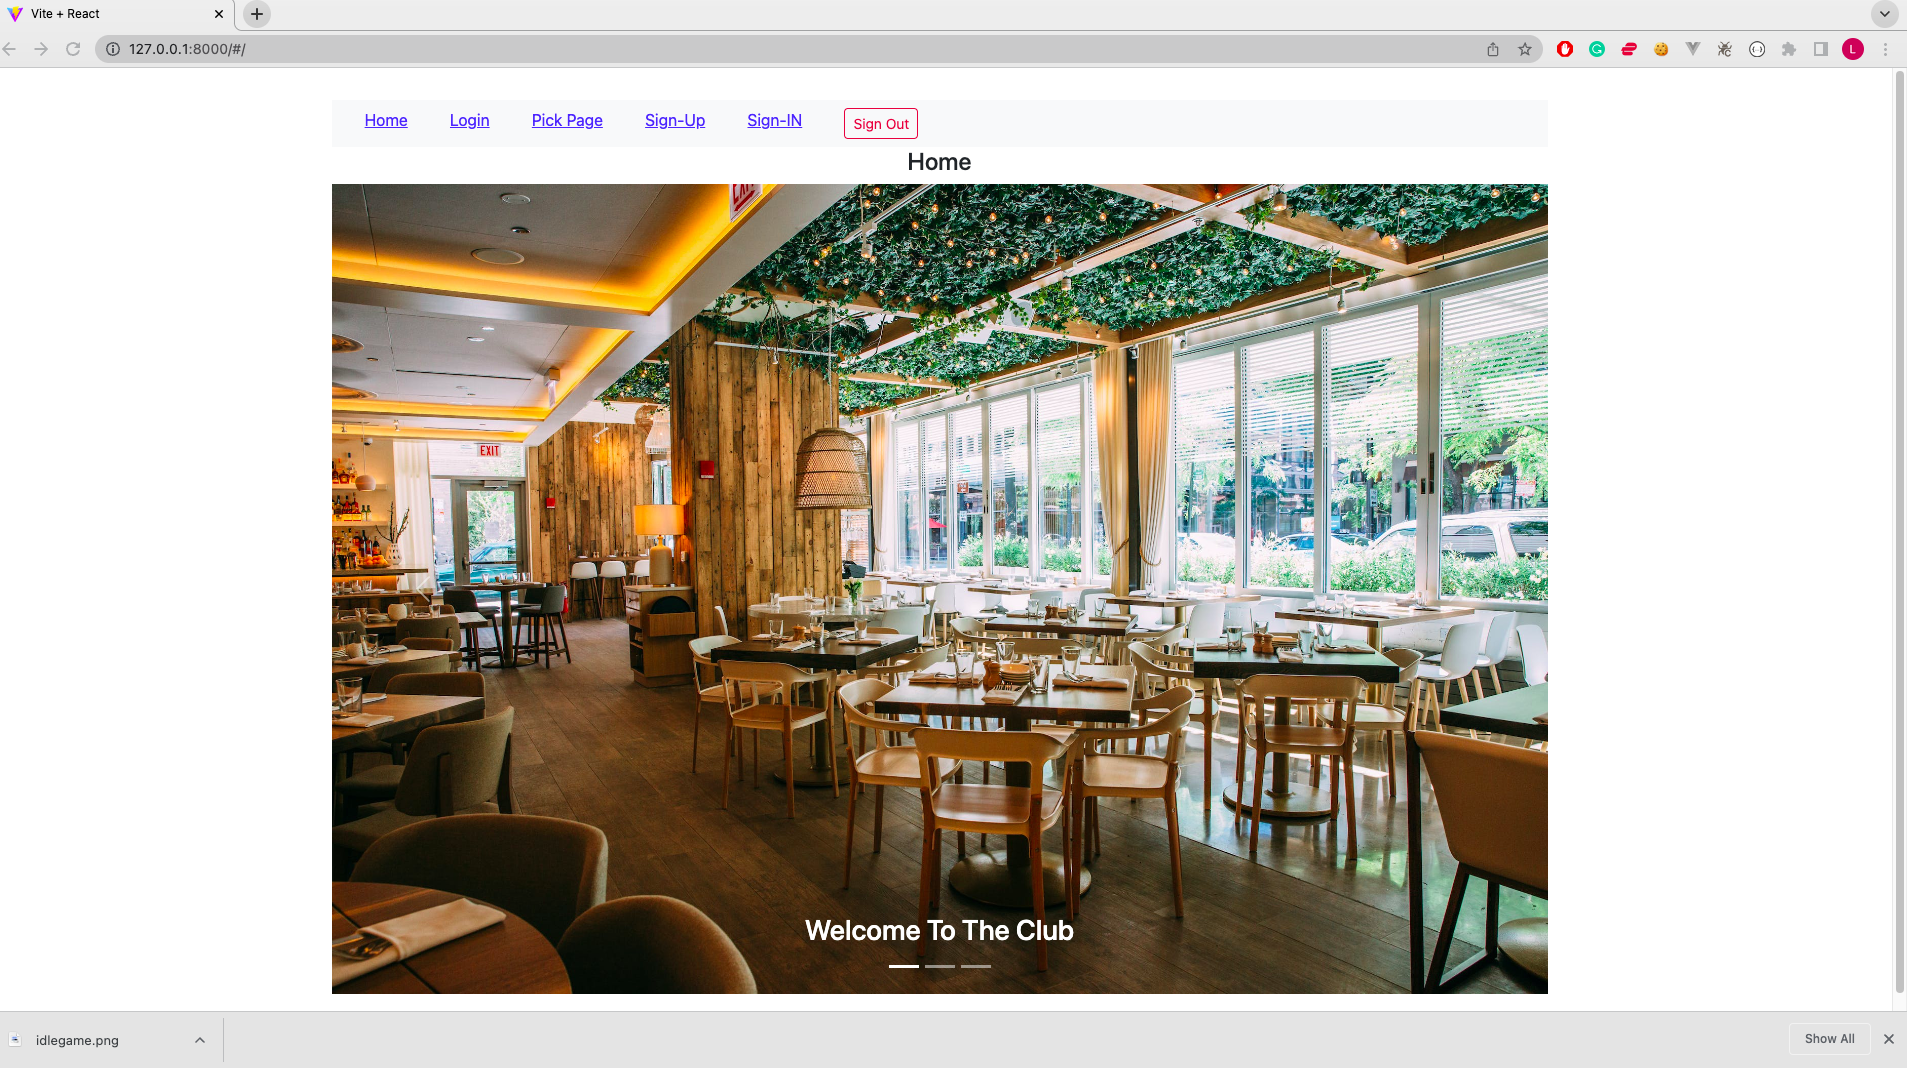 Vite + React
127.0.0.1:8000/#/
Home Login Pick Page Sign-Up Sign-IN Sign Out
Home
EXIT
Welcome To The Club
idlegame.png
Show All
L